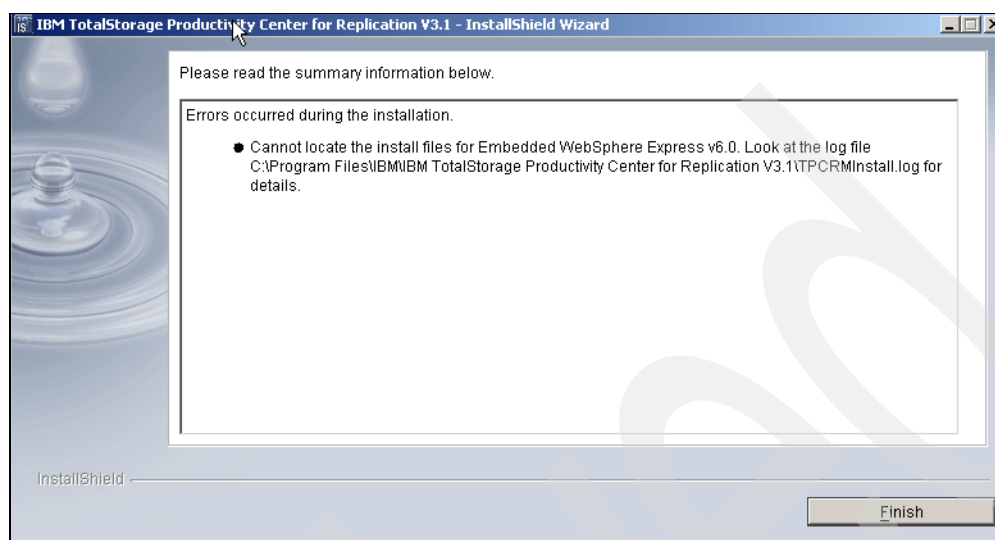 IBM TotalStorage Productivity Center for Replication V3.1 - InstallShield Wizard
Please read the summary information below.
Errors occurred during the installation.
● Cannot locate the install files for Embedded WebSphere Express v6.0. Look at the log file
C:\Program Files\IBM\IBM TotalStorage Productivity Center for Replication V3.1\TPCRMInstall.log for
details.
InstallShield
Finish